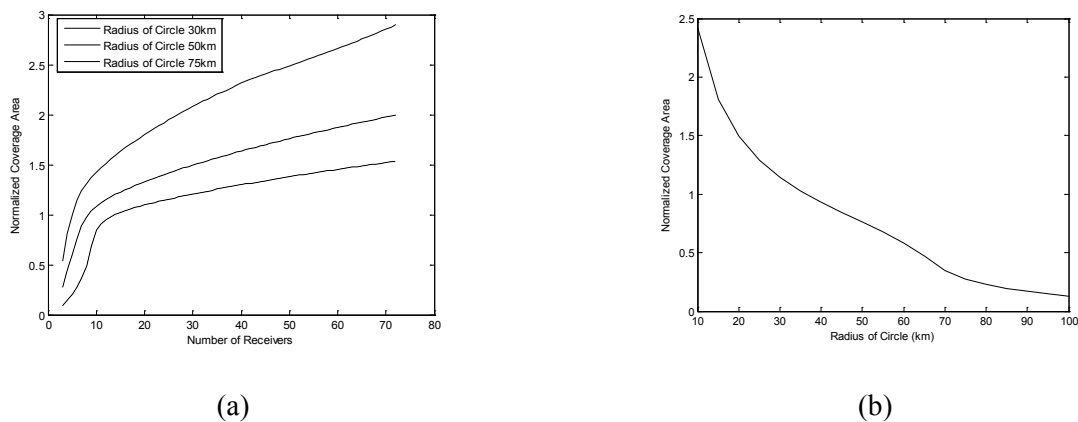 3
2.5
2
1.5
1
0.5
0
Normalized Coverage Area
Radius of Circle 30km
Radius of Circle 50km
Radius of Circle 75km
0 10 20 30 40 50 60 70 80
Number of Receivers
(a)
2.5
2
1.5
1
0.5
0
Normalized Coverage Area
10 20 30 40 50 60 70 80 90 100
Radius of Circle (km)
(b)